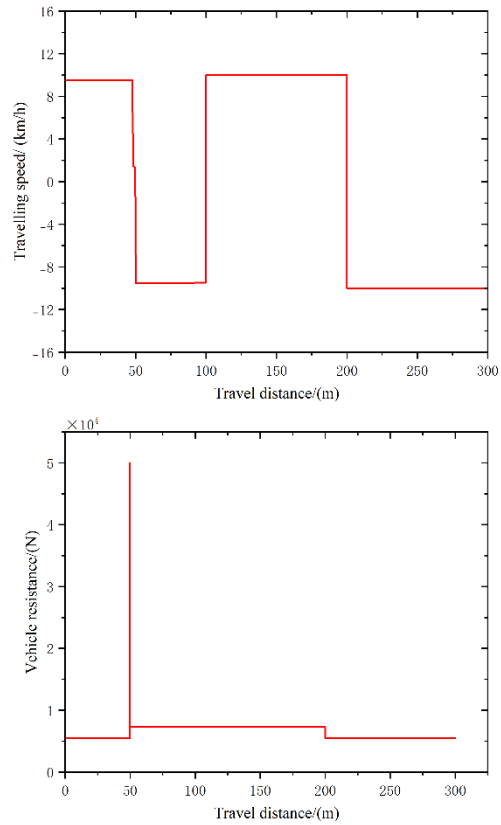 16
12
8
4
0
-4
-8
-12
-16
Travelling speed/ (km/h)
0 50 100 150 200 250 300
Travel distance/(m)
×10⁴
5
4
3
2
1
0
Vehicle resistance/(N)
0 50 100 150 200 250 300
Travel distance/(m)